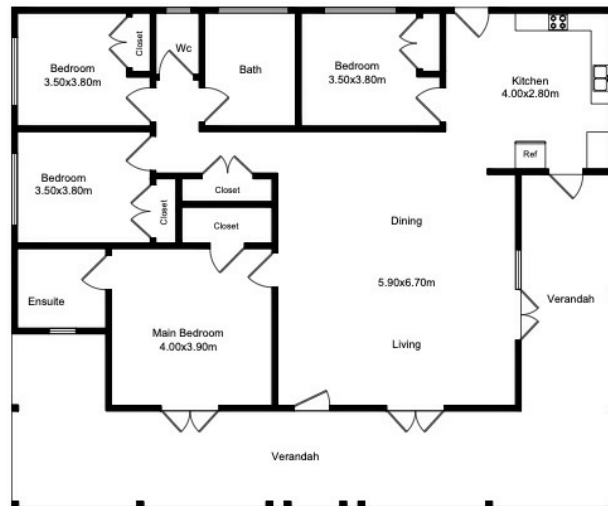 Bedroom
3.50x3.80m
Closet
Wc
Bath
Bedroom
3.50x3.80m
Kitchen
4.00x2.80m
Ref
Bedroom
3.50x3.80m
Closet
Closet
Closet
Dining
5.90x6.70m
Living
Verandah
Ensuite
Main Bedroom
4.00x3.90m
Verandah